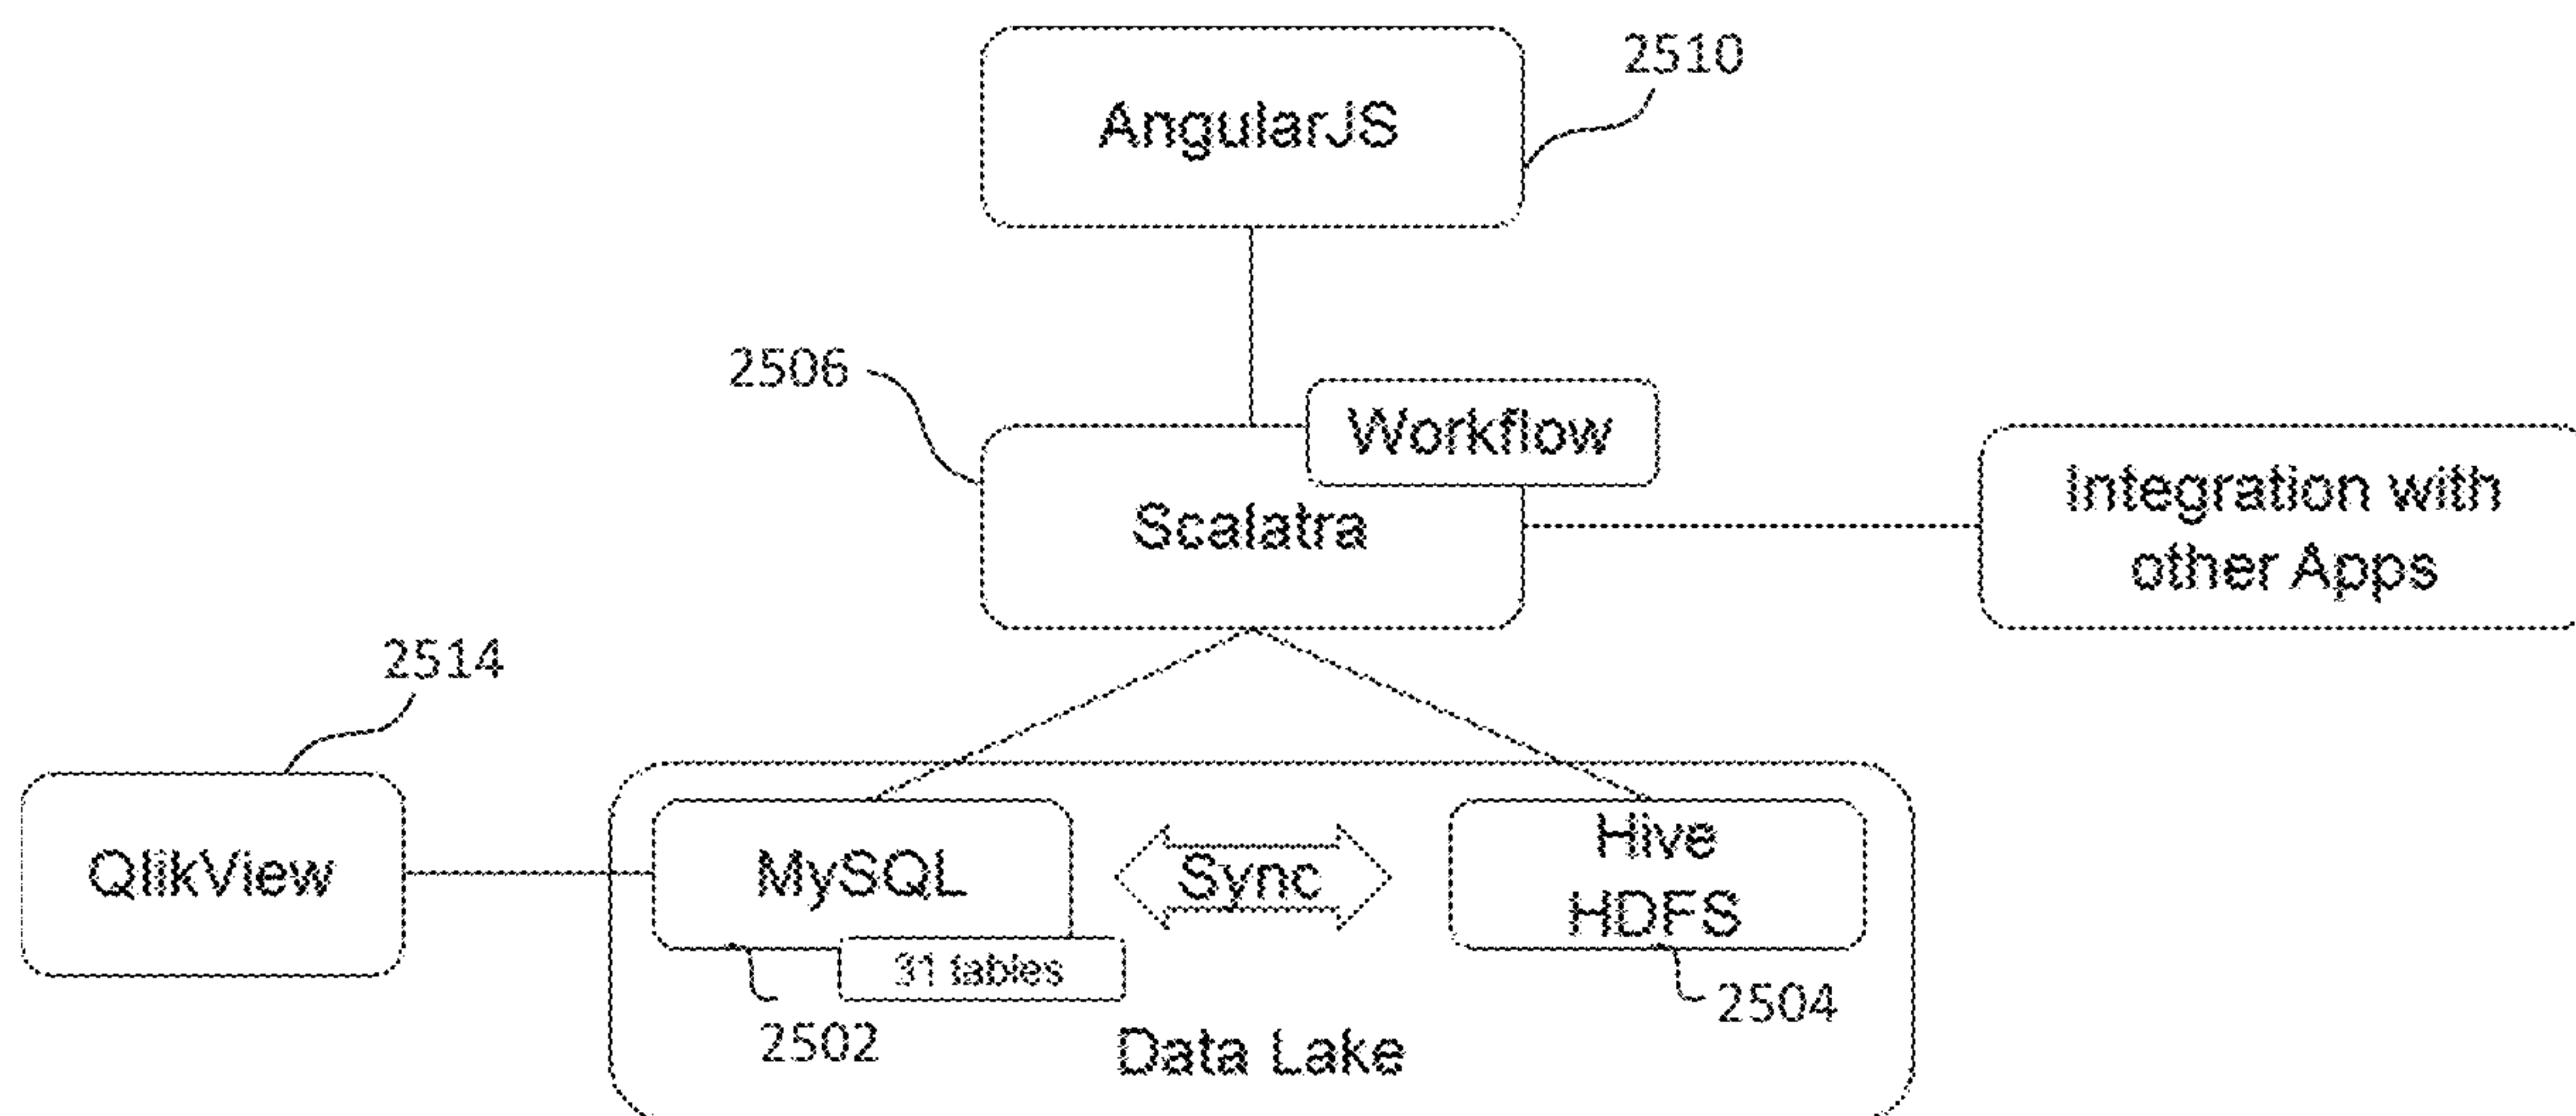 AngularJS
2510
2506
Workflow
Scalatra
Integration with
other Apps
2514
QlikView
MySQL
Sync
Hive
HDFS
31 tables
2502
2504
Data Lake